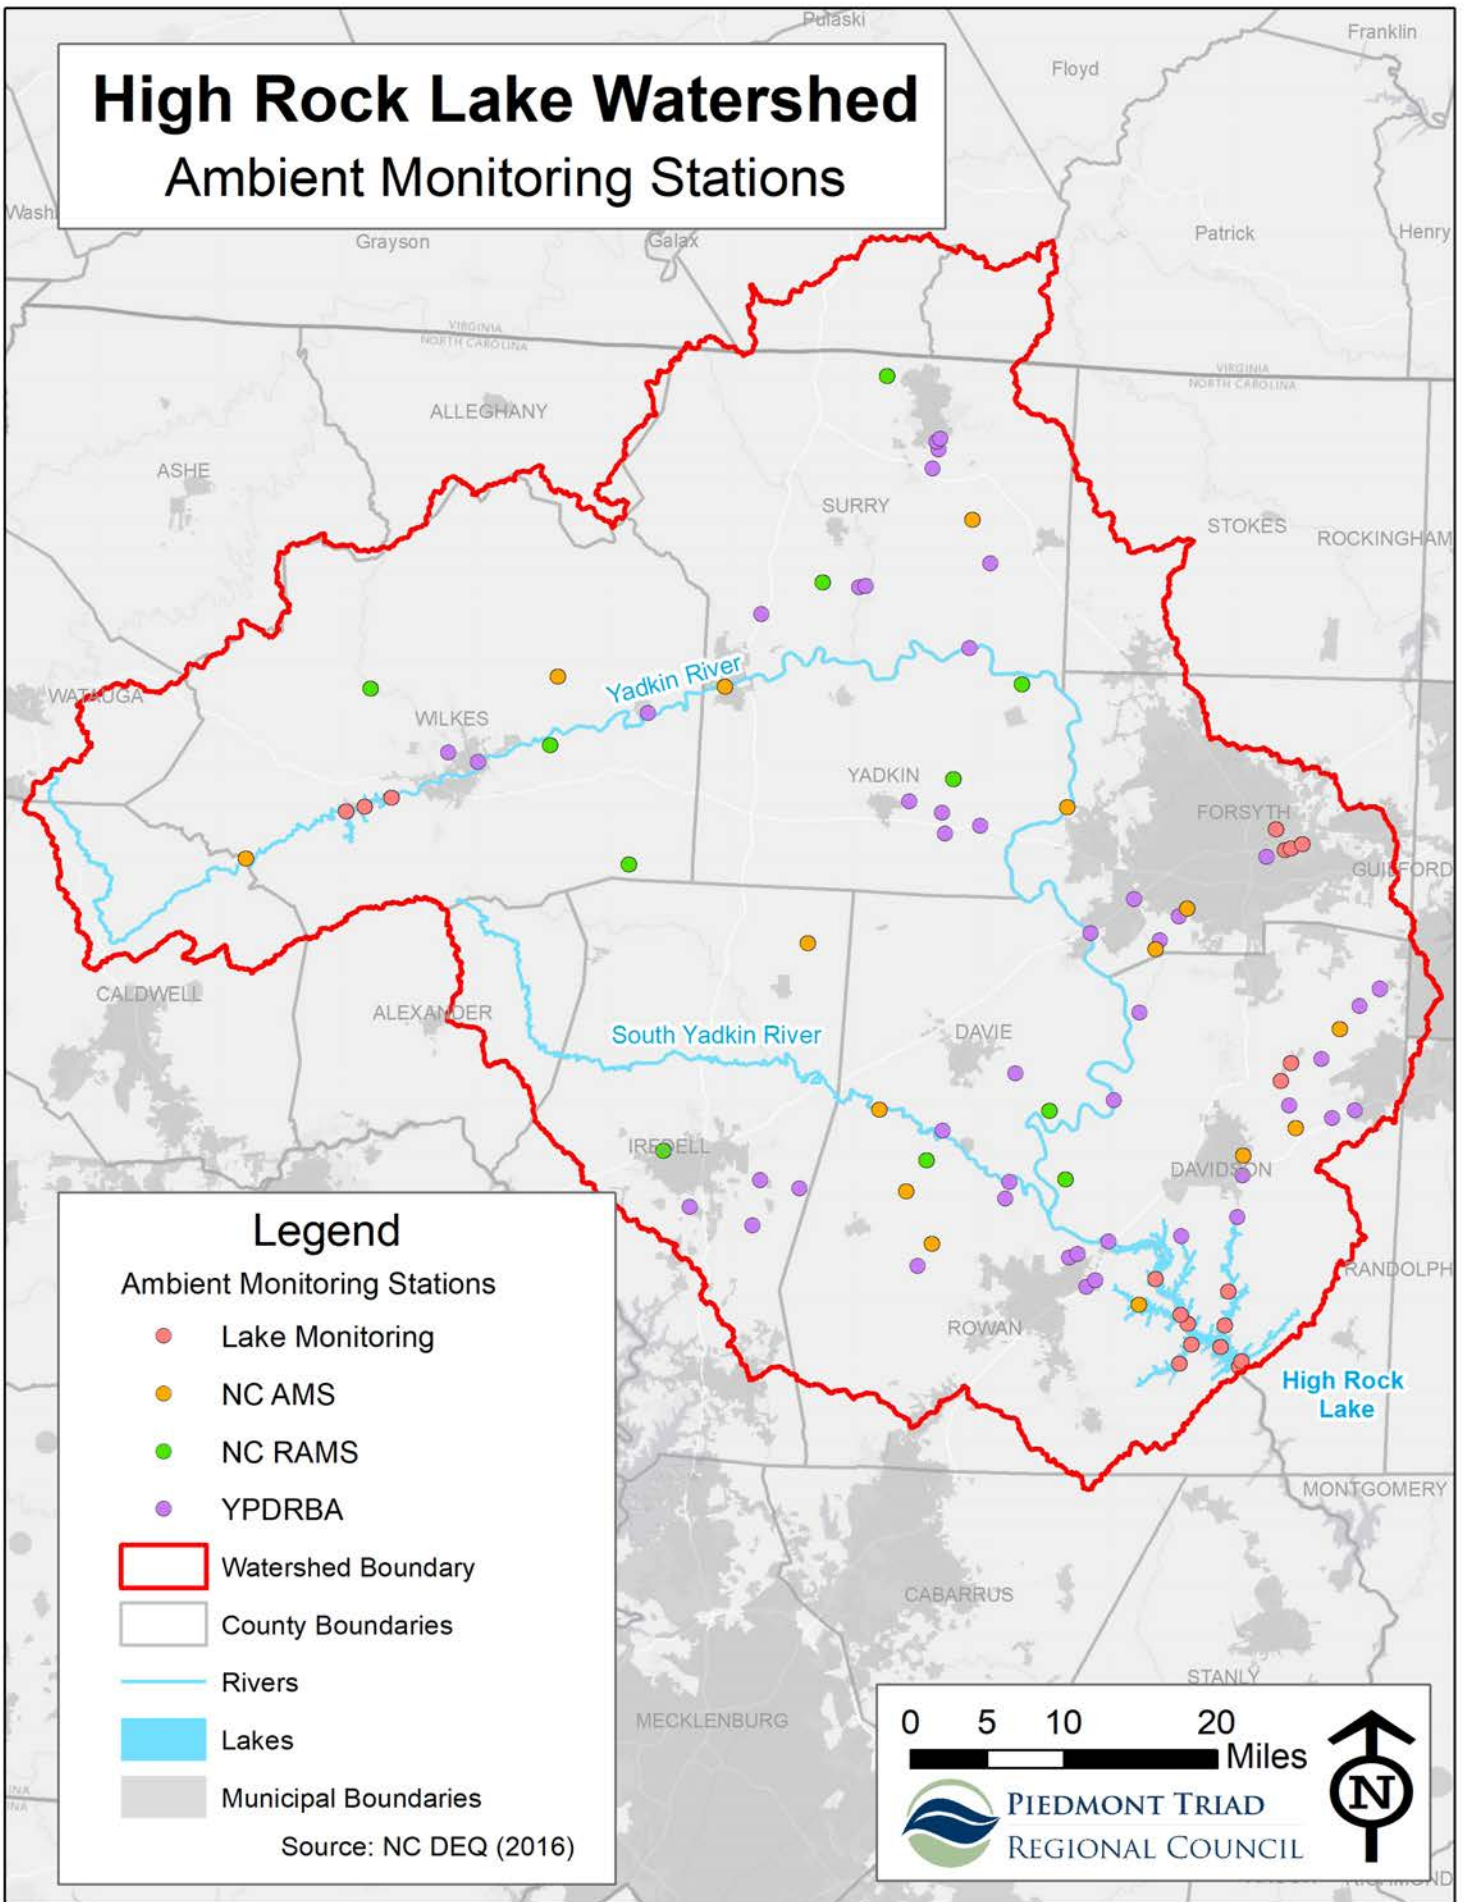 Pulaski
Franklin
Floyd
High Rock Lake Watershed
Ambient Monitoring Stations
Grayson
Galax
Patrick
Henry
VIRGINIA
NORTH CAROLINA
VIRGINIA
NORTH CAROLINA
ALLEGHANY
ASHE
SURRY
STOKES
ROCKINGHAM
WATAUGA
Yadkin River
WILKES
YADKIN
FORSYTH
GUILFORD
CALDWELL
ALEXANDER
South Yadkin River
DAVIE
IREDELL
DAVIDSON
RANDOLPH
ROWAN
High Rock
Lake
MONTGOMERY
CABARRUS
STANLY
MECKLENBURG
Legend
Ambient Monitoring Stations
Lake Monitoring
NC AMS
NC RAMS
YPDRBA
Watershed Boundary
County Boundaries
Rivers
Lakes
Municipal Boundaries
Source: NC DEQ (2016)
0 5 10 20
Miles
PIEDMONT TRIAD
REGIONAL COUNCIL
N